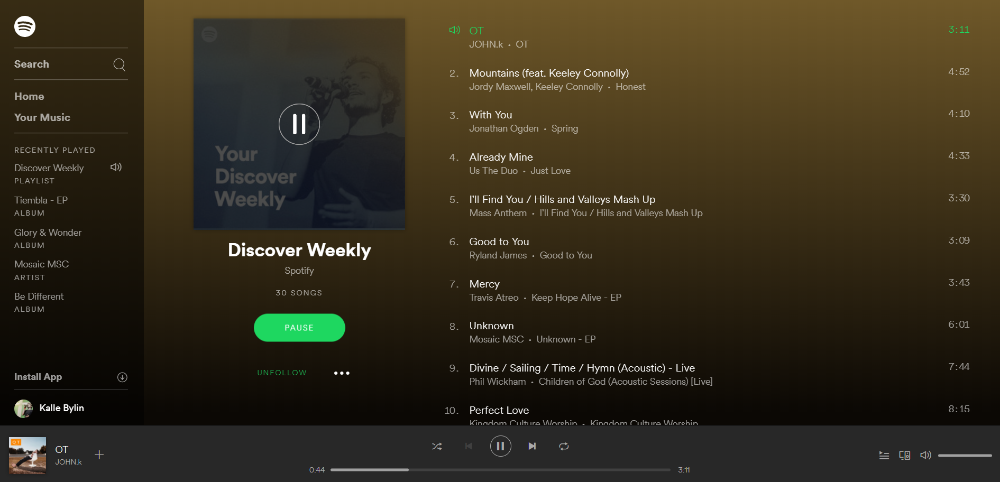 Search
Home
Your Music
RECENTLY PLAYED
Discover Weekly
PLAYLIST
Tiembla - EP
ALBUM
Glory & Wonder
ALBUM
Mosaic MSC
ARTIST
Be Different
ALBUM
Install App
Kalle Bylin
Your
Discover
Weekly
Discover Weekly
Spotify
30 SONGS
PAUSE
UNFOLLOW
OT 3:11
JOHN.k • OT
2. Mountains (feat. Keeley Connolly) 4:52
Jordy Maxwell, Keeley Connolly • Honest
3. With You 4:10
Jonathan Ogden • Spring
4. Already Mine 4:33
Us The Duo • Just Love
5. I'll Find You / Hills and Valleys Mash Up 3:30
Mass Anthem • I'll Find You / Hills and Valleys Mash Up
6. Good to You 3:09
Ryland James • Good to You
7. Mercy 3:43
Travis Atreo • Keep Hope Alive - EP
8. Unknown 6:01
Mosaic MSC • Unknown - EP
9. Divine / Sailing / Time / Hymn (Acoustic) - Live 7:44
Phil Wickham • Children of God (Acoustic Sessions) [Live]
10. Perfect Love 8:15
Kingdom Culture Worship • Kingdom Culture Worship
OT
OT
JOHN.k
0:44 3:11